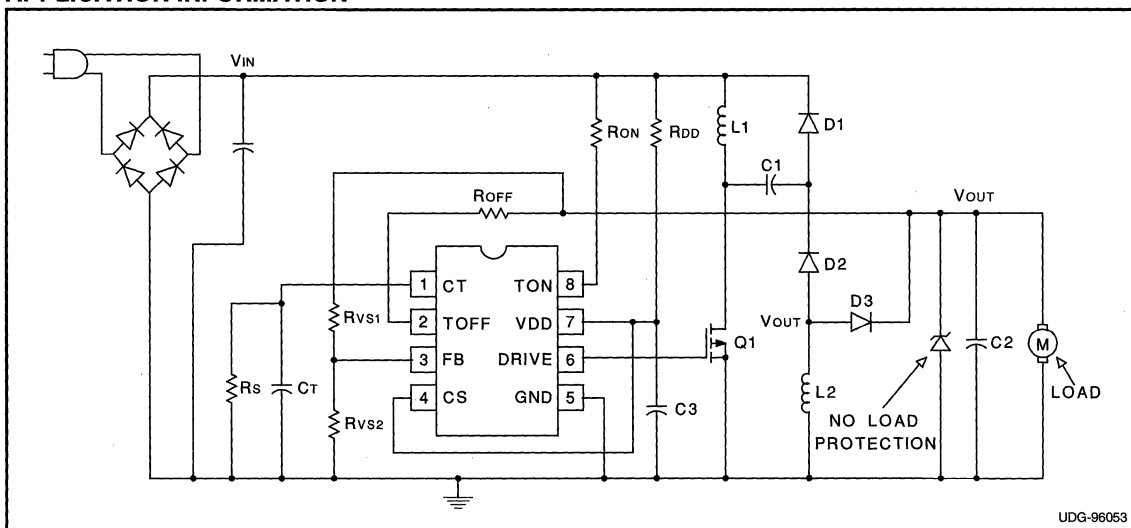 APPLICATION INFORMATION
VIN
RON
RDD
L1
D1
C1
ROFF
VOUT
1 CT
TON 8
D2
RVS1
2 TOFF
VDD 7
D3
VOUT
3 FB
DRIVE 6
Q1
C2
M
RS
CT
4 CS
GND 5
C3
L2
LOAD
RVS2
NO LOAD
PROTECTION
UDG-96053